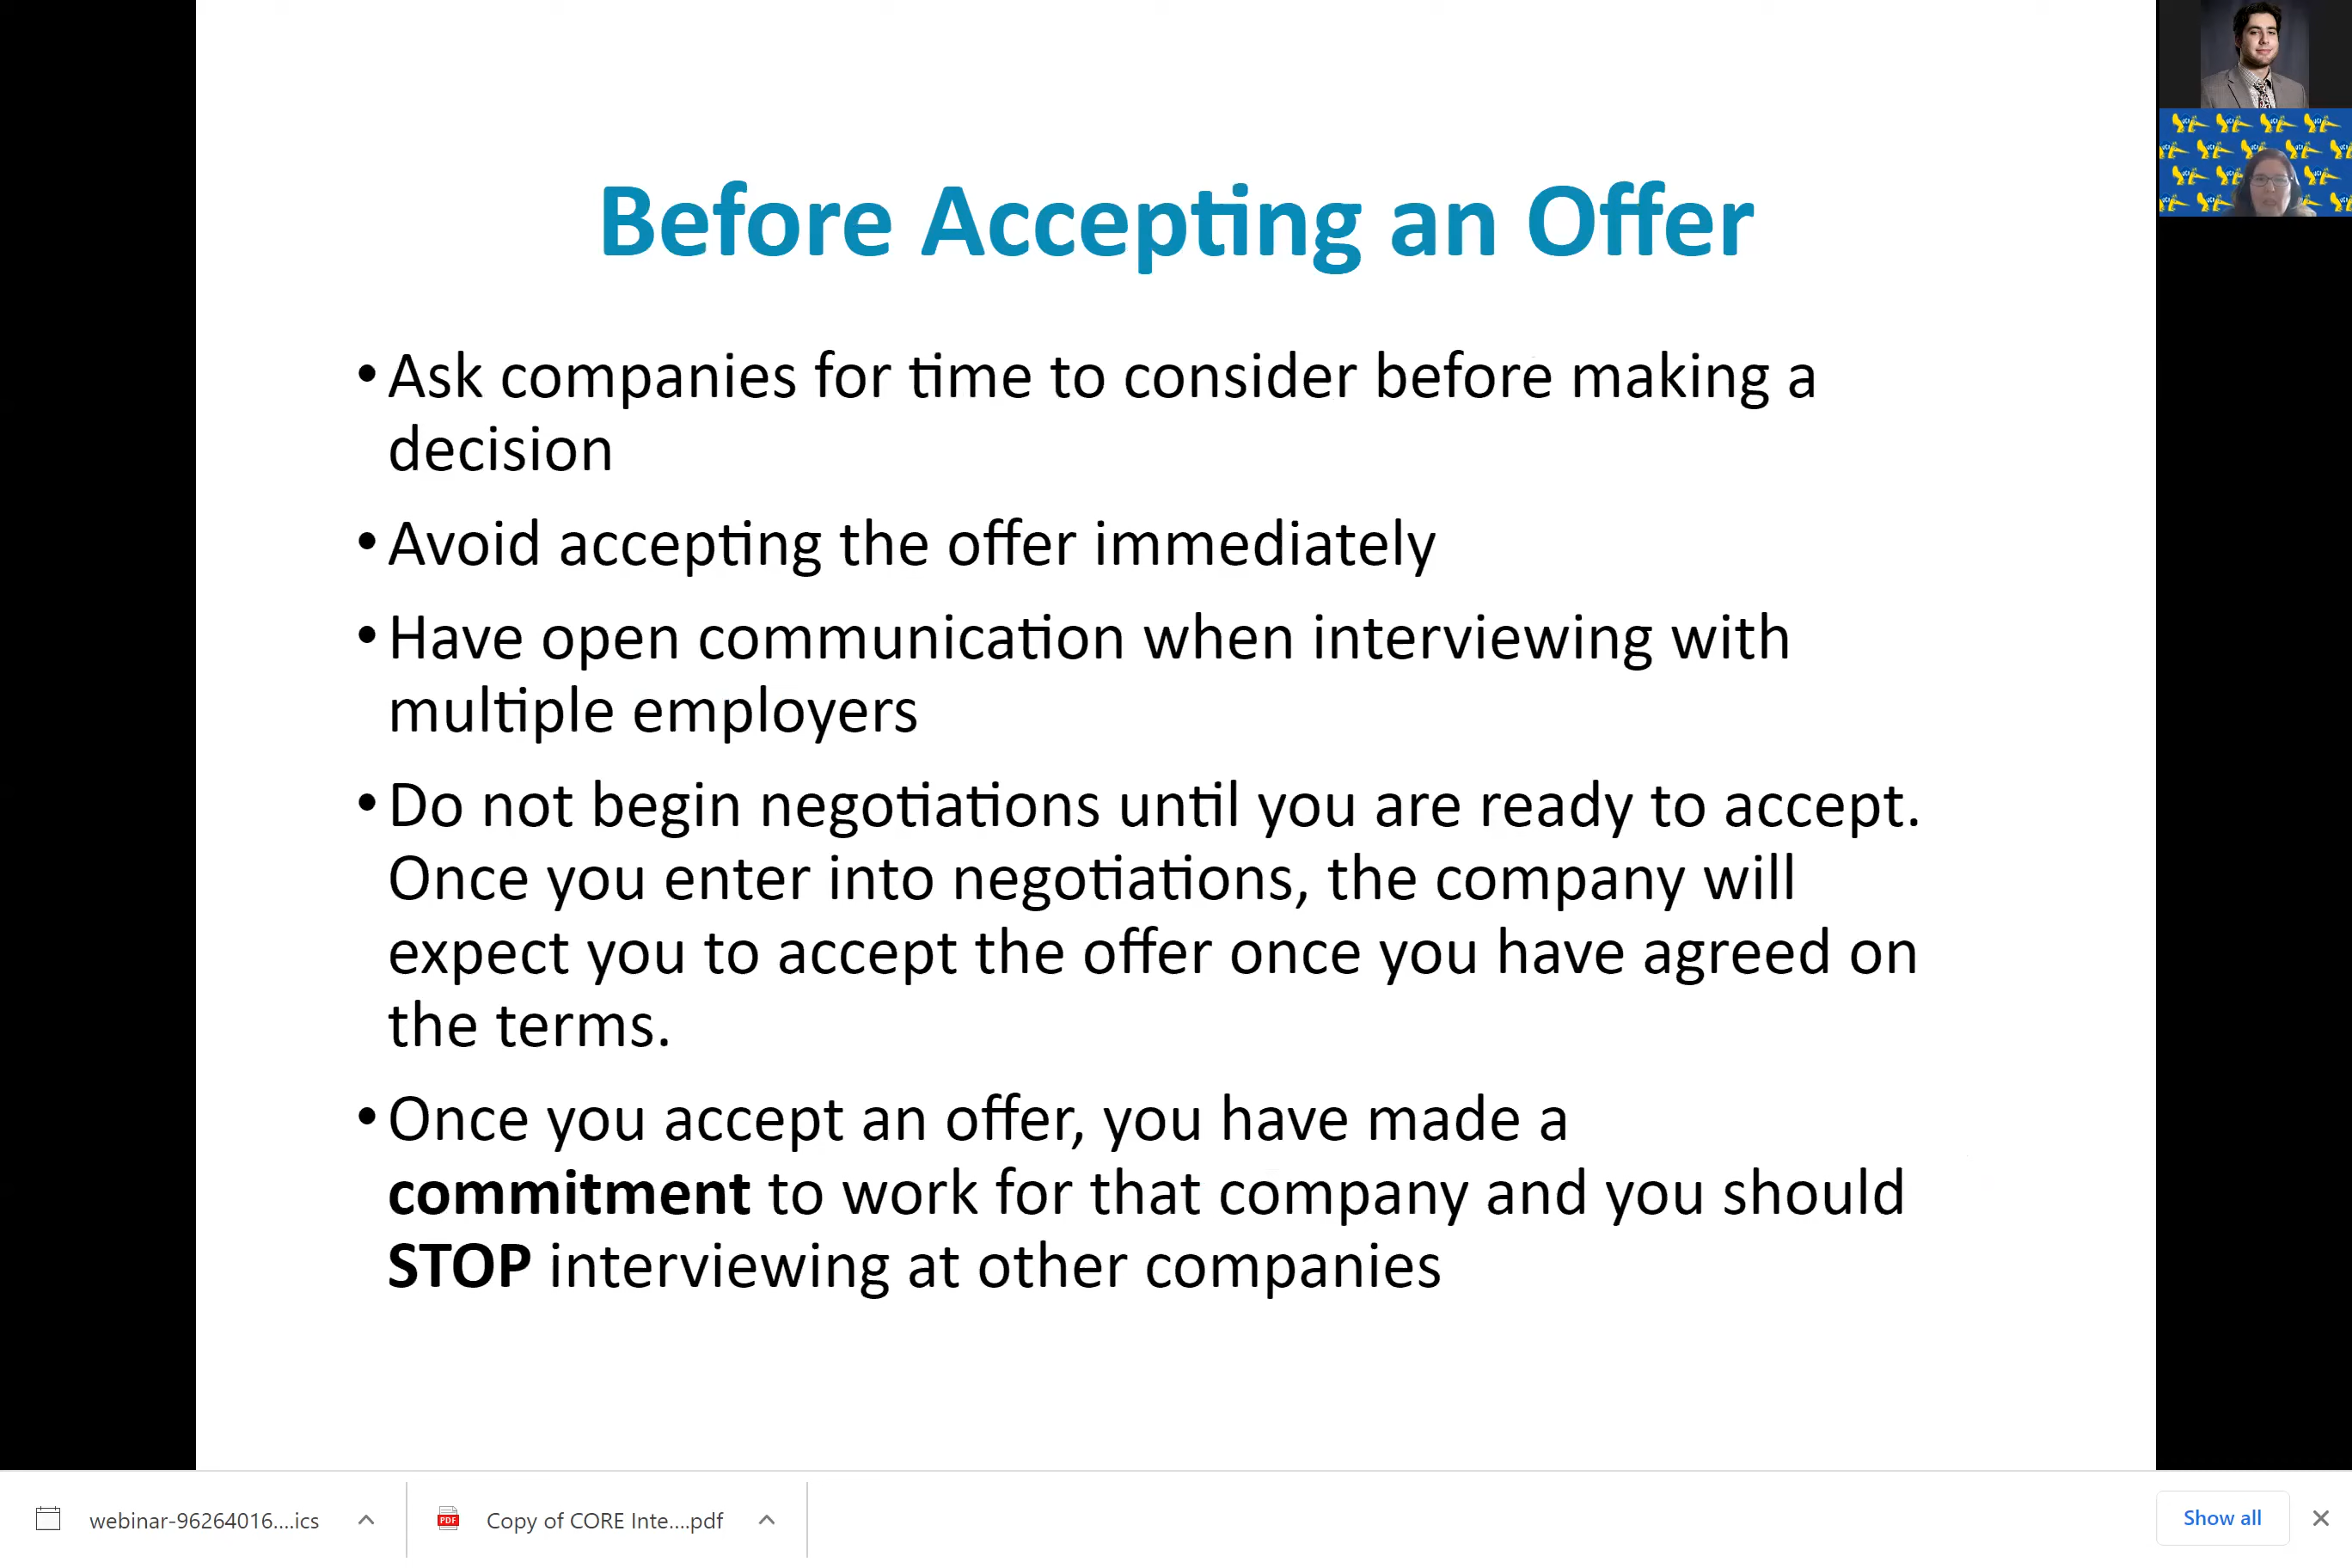 Before Accepting an Offer
• Ask companies for time to consider before making a
decision
• Avoid accepting the offer immediately
• Have open communication when interviewing with
multiple employers
• Do not begin negotiations until you are ready to accept.
Once you enter into negotiations, the company will
expect you to accept the offer once you have agreed on
the terms.
• Once you accept an offer, you have made a
commitment to work for that company and you should
STOP interviewing at other companies
webinar-96264016....ics
PDF
Copy of CORE Inte....pdf
Show all